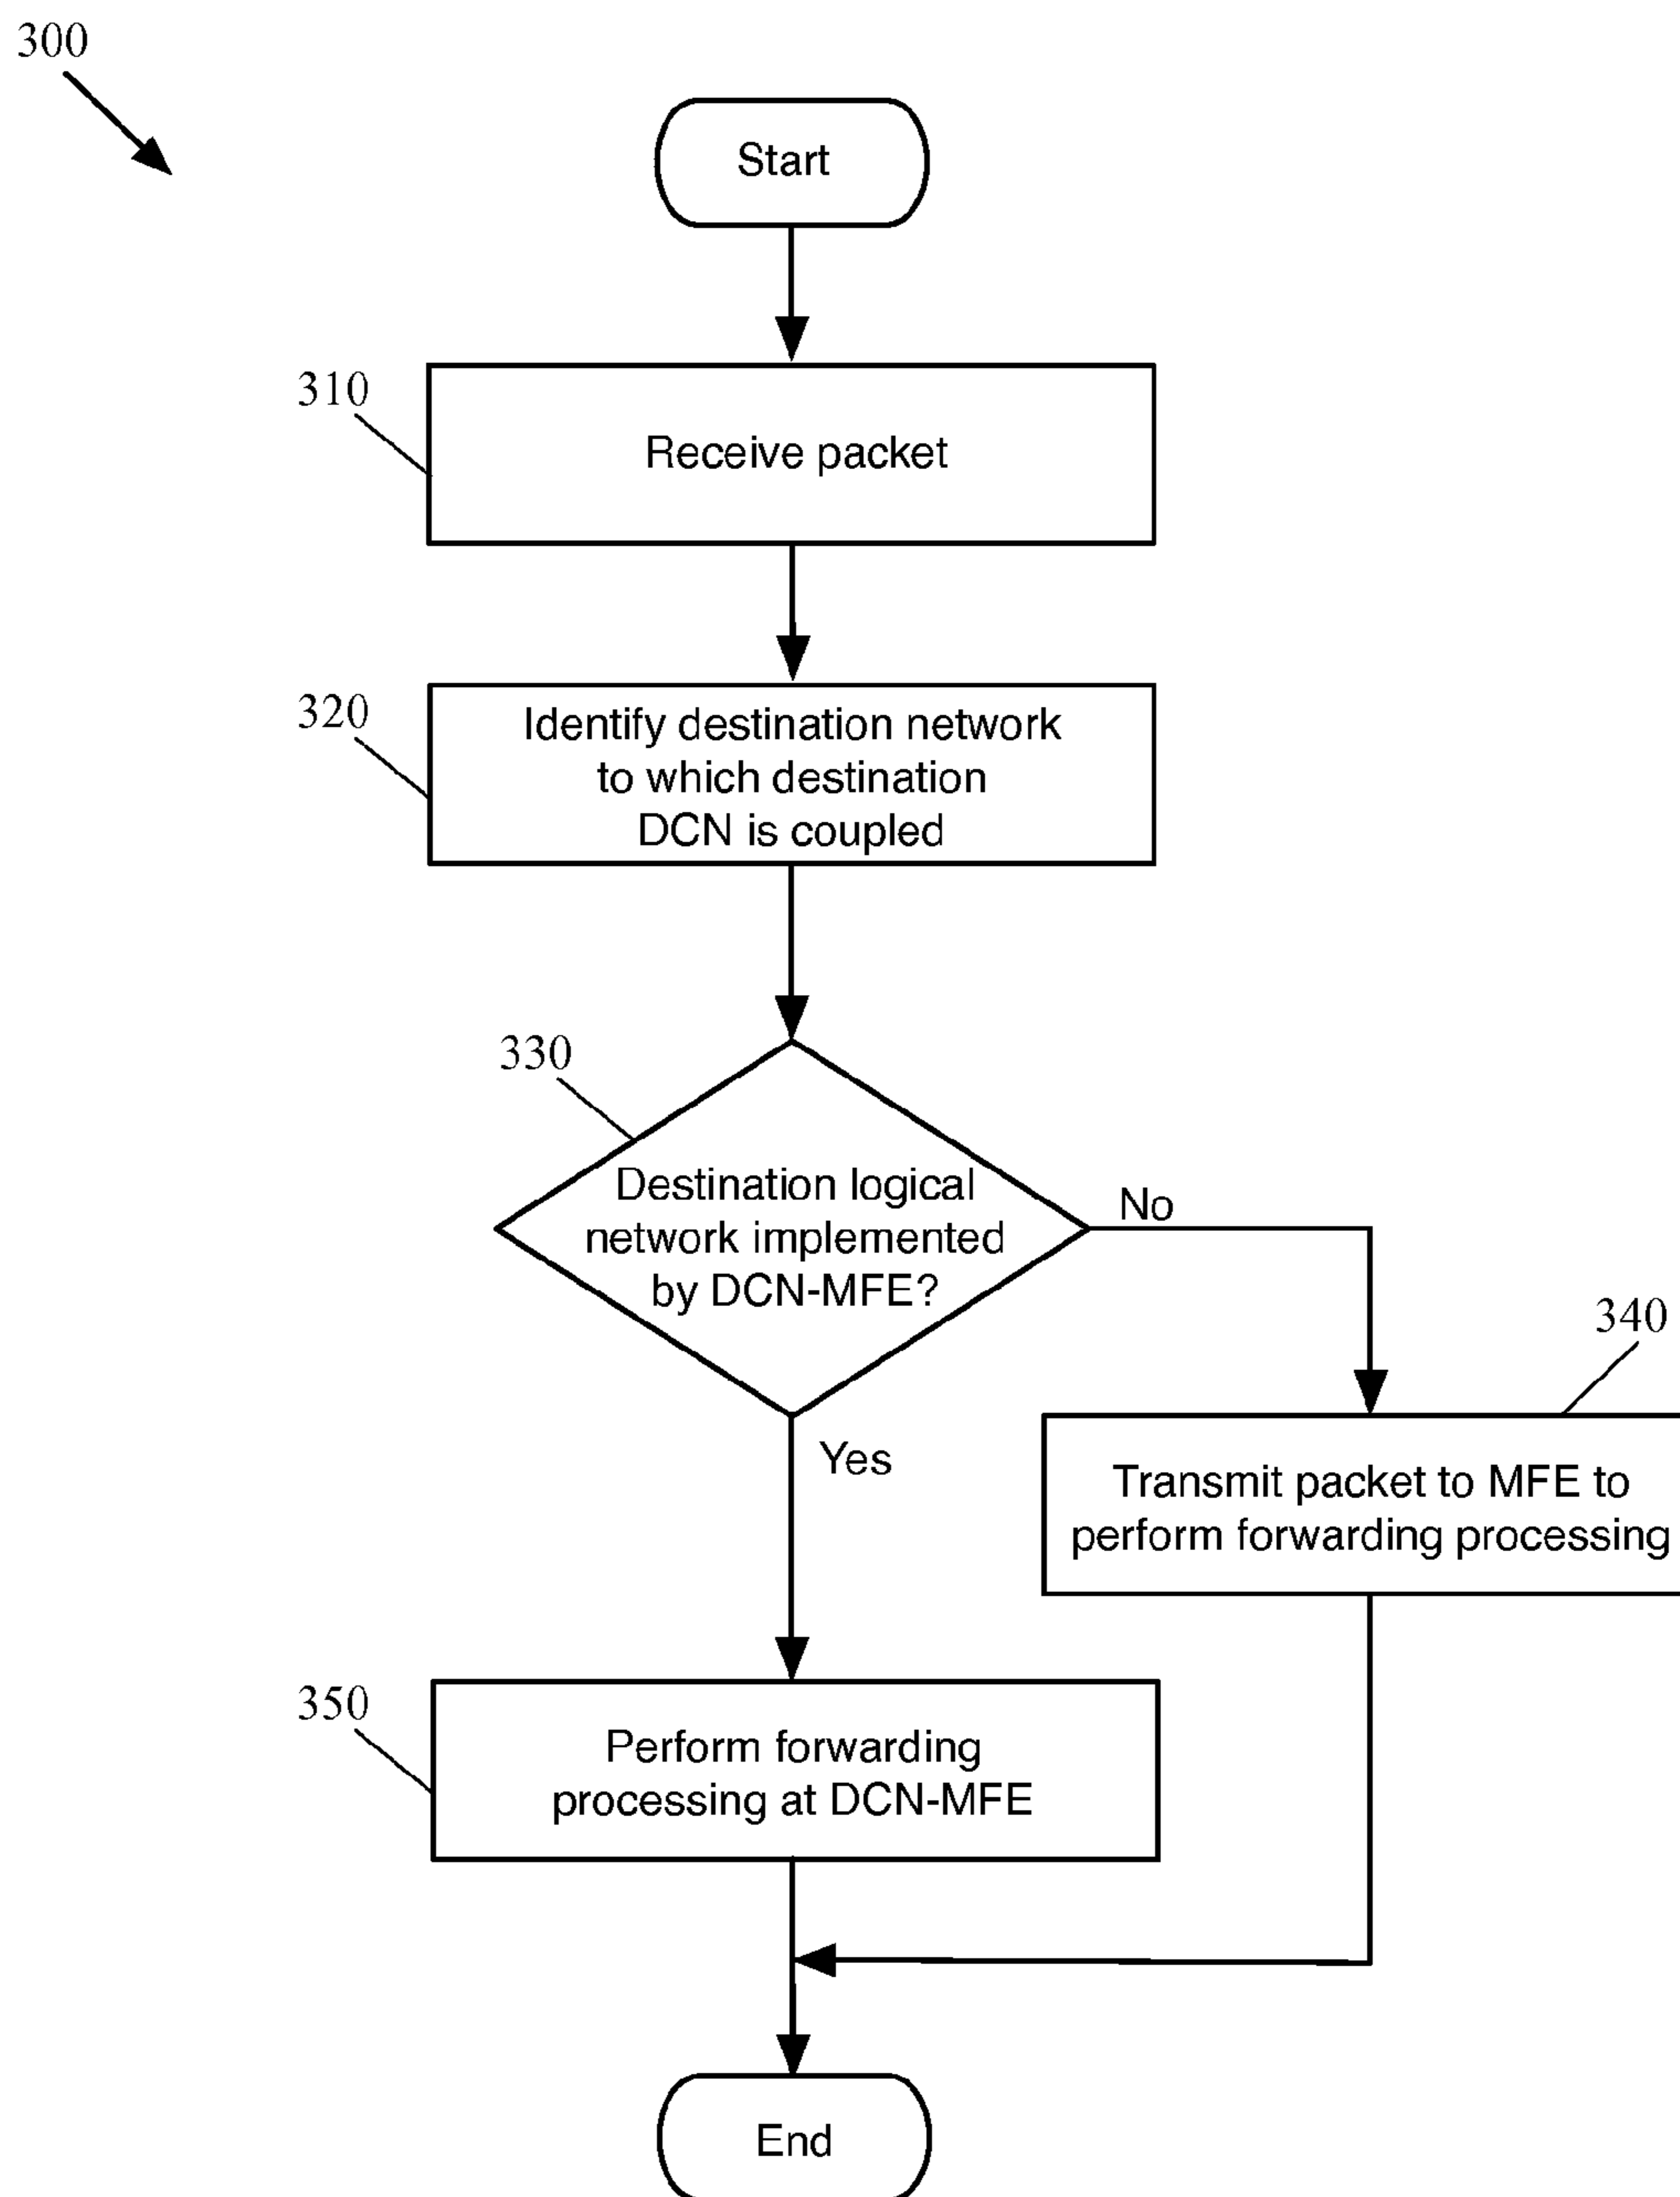 300
Start
310
Receive packet
320
Identify destination network
to which destination
DCN is coupled
330
Destination logical
network implemented
by DCN-MFE?
No
340
Yes
Transmit packet to MFE to
perform forwarding processing
350
Perform forwarding
processing at DCN-MFE
End